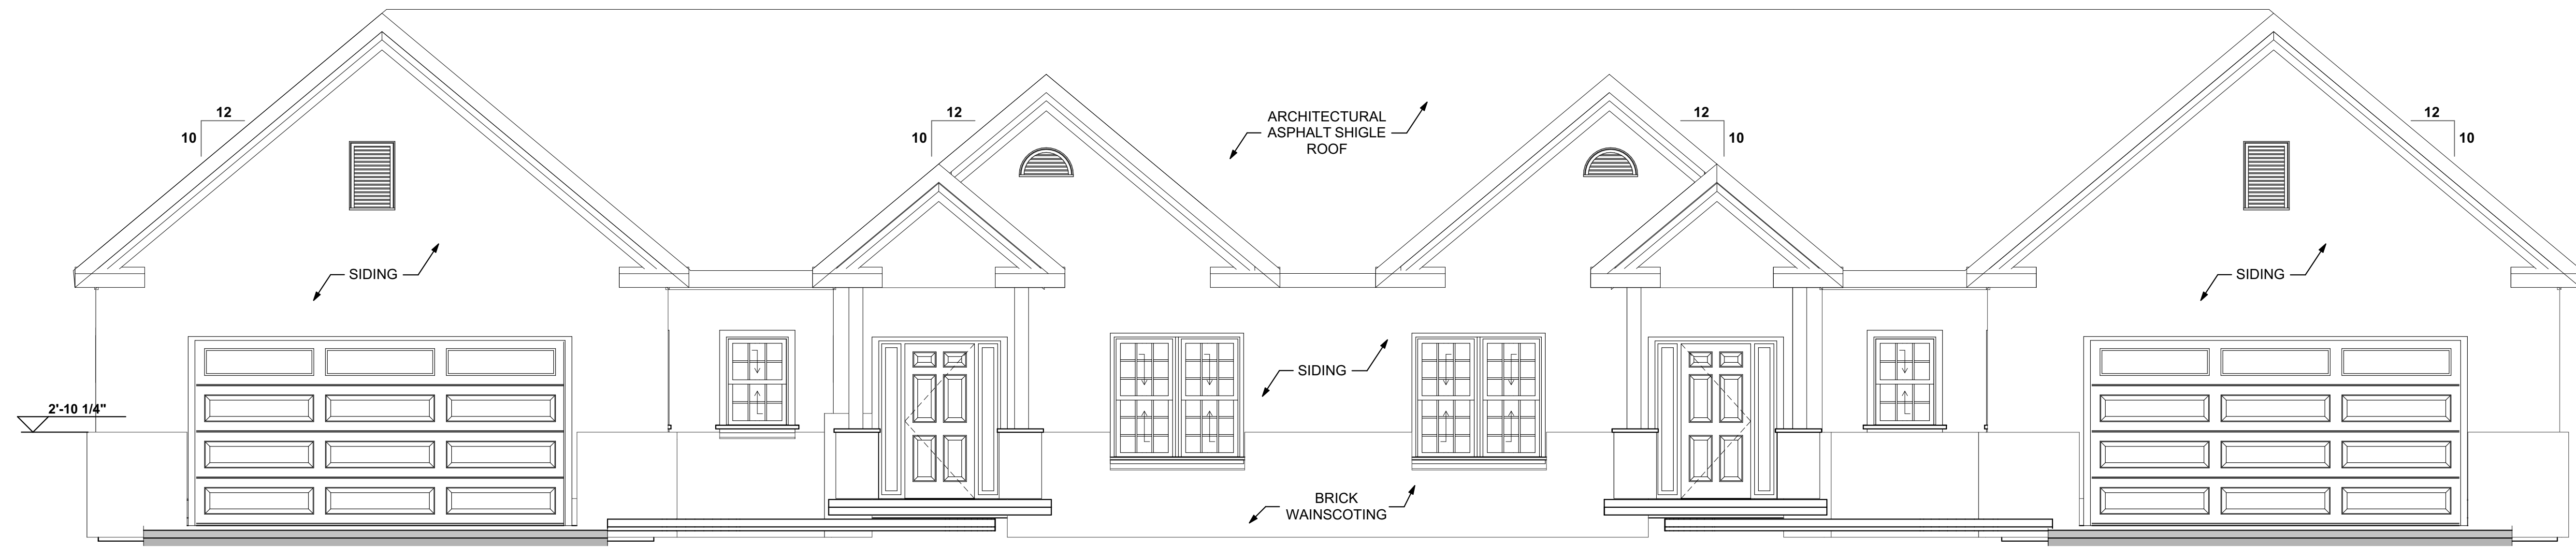 12
10
12
10
ARCHITECTURAL
ASPHALT SHIGLE
ROOF
12
10
12
10
SIDING
SIDING
SIDING
2'-10 1/4"
BRICK
WAINSCOTING